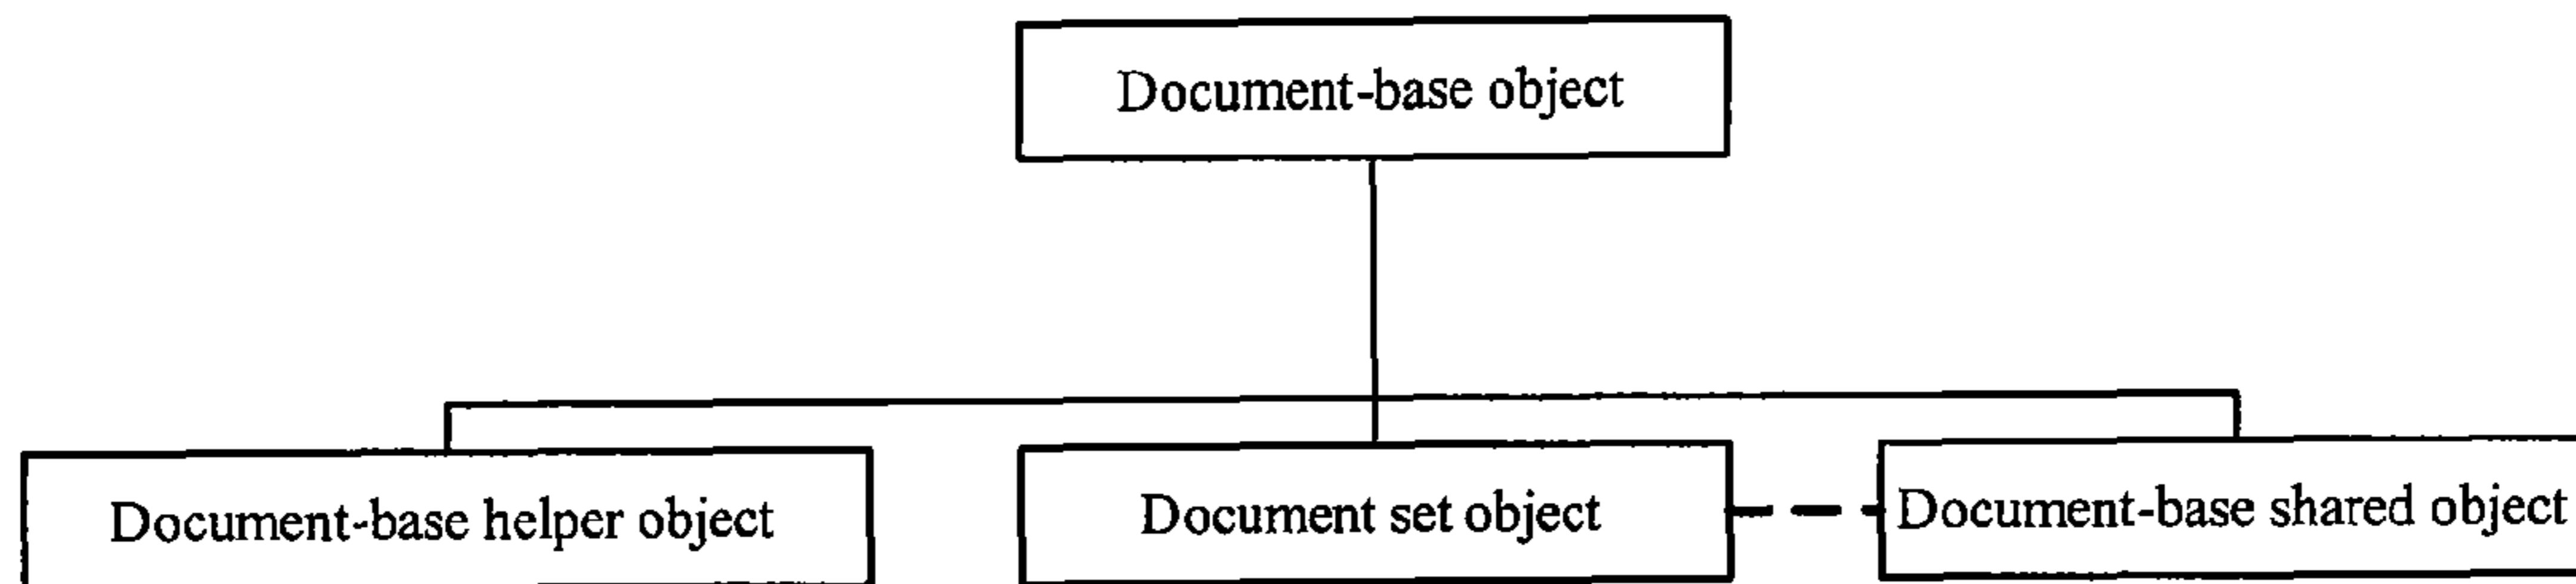 Document-base object
Document-base helper object
Document set object
Document-base shared object